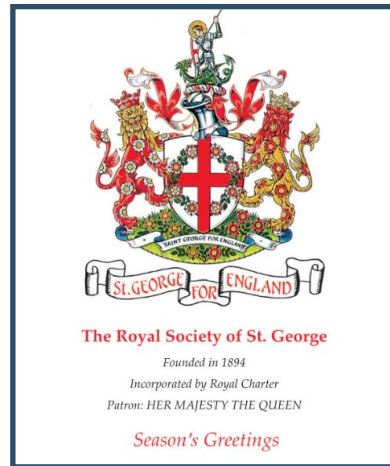 SAINT GEORGE FOR ENGLAND
St. GEORGE FOR ENGLAND
The Royal Society of St. George
Founded in 1894
Incorporated by Royal Charter
Patron: HER MAJESTY THE QUEEN
Season's Greetings